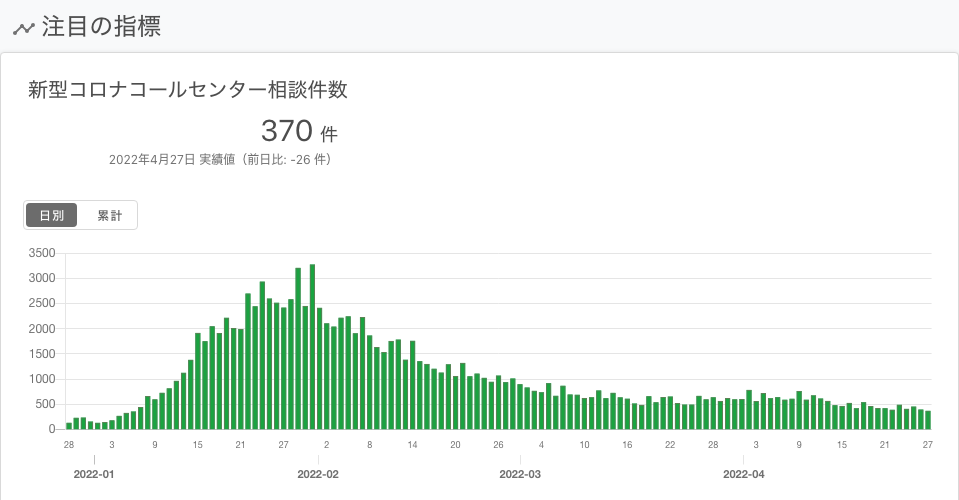 注目の指標
新型コロナコールセンター相談件数
370 件
2022年4月27日 実績値（前日比: -26 件）
日別 累計
3500
3000
2500
2000
1500
1000
500
0
28 3 9 15 21 27 2 8 14 20 26 4 10 16 22 28 3 9 15 21 27
2022-01 2022-02 2022-03 2022-04